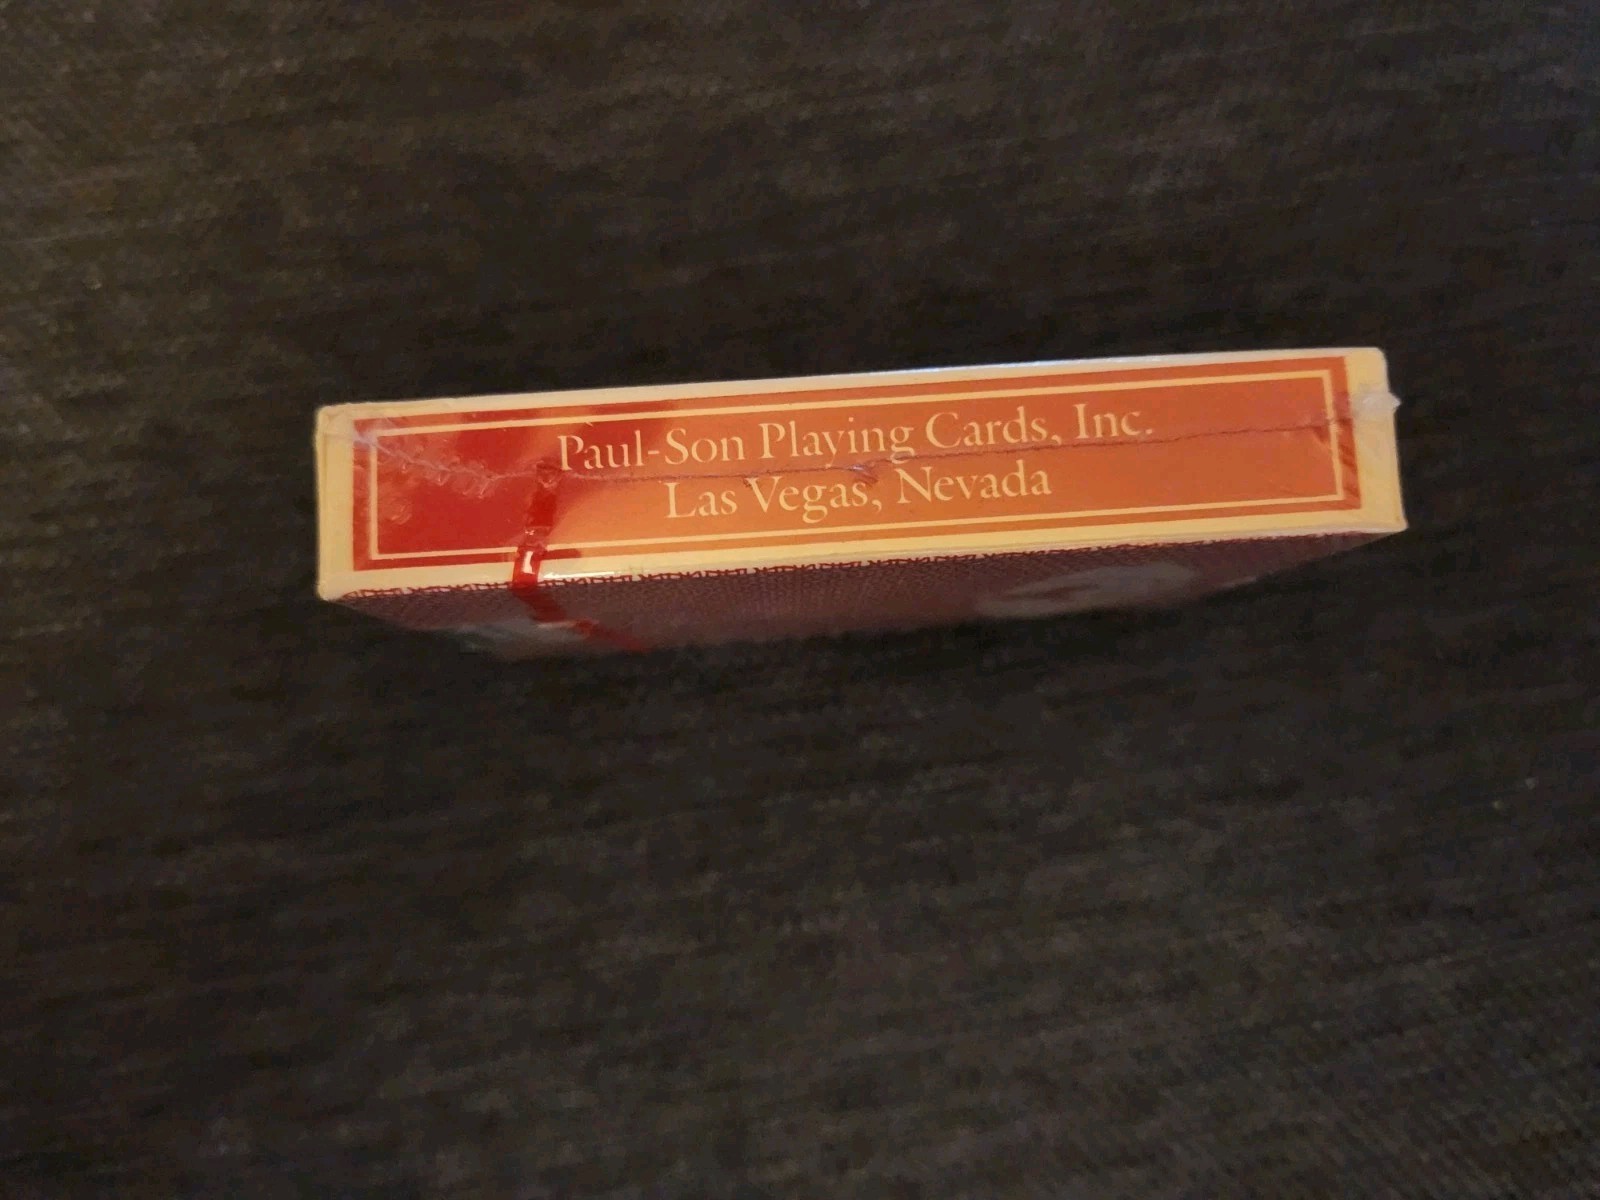 Paul-Son Playing Cards, Inc.
Las Vegas, Nevada